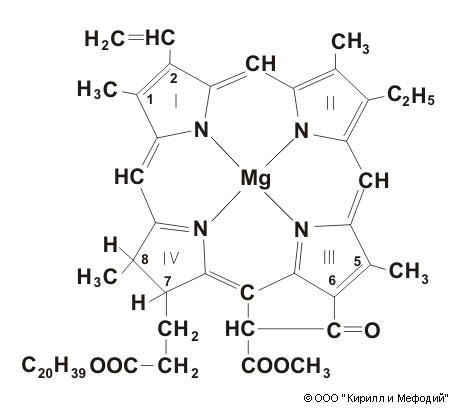 H₂C=HC
CH₃
2
CH
H₃C
1
I
II
C₂H₅
N
N
HC
Mg
CH
H
N
N
8
IV
III
5
H₃C
7
6
CH₃
H
C
CH₂
HC
C=O
C₂₀H₃₉OOC–CH₂
COOCH₃
© ООО "Кирилл и Мефодий"